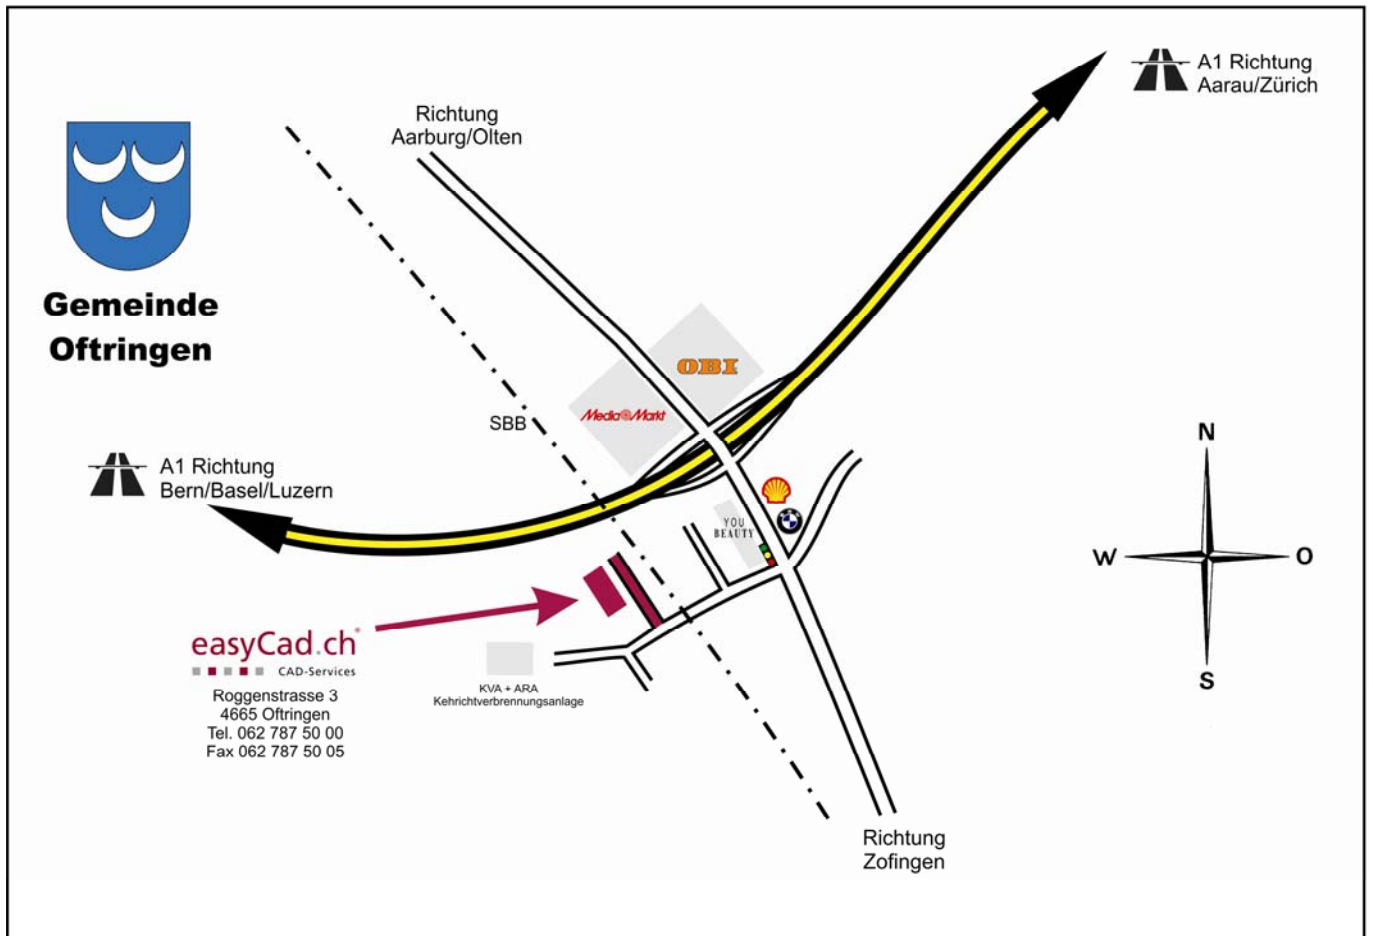 A1 Richtung
Aarau/Zürich
Richtung
Aarburg/Olten
Gemeinde
Oftringen
OBI
Media Markt
SBB
A1 Richtung
Bern/Basel/Luzern
YOU
BEAUTY
N
W
O
S
easyCad.ch®
CAD-Services
Roggenstrasse 3
4665 Oftringen
Tel. 062 787 50 00
Fax 062 787 50 05
KVA + ARA
Kehrichtverbrennungsanlage
Richtung
Zofingen